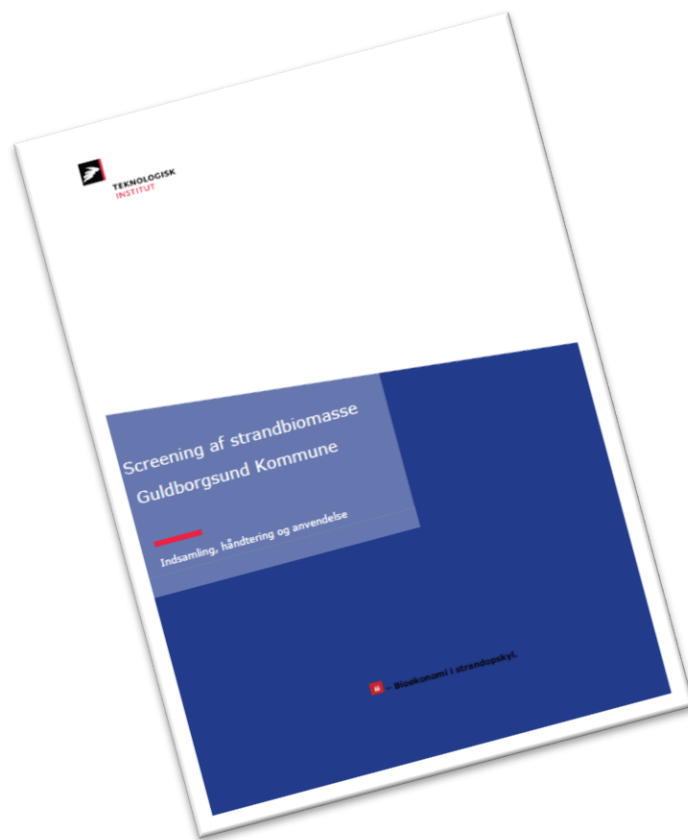 TEKNOLOGISK
INSTITUT
Screening af strandbiomasse
Guldborgsund Kommune
Indsamling, håndtering og anvendelse
– Bioøkonomi i strandopskyl.